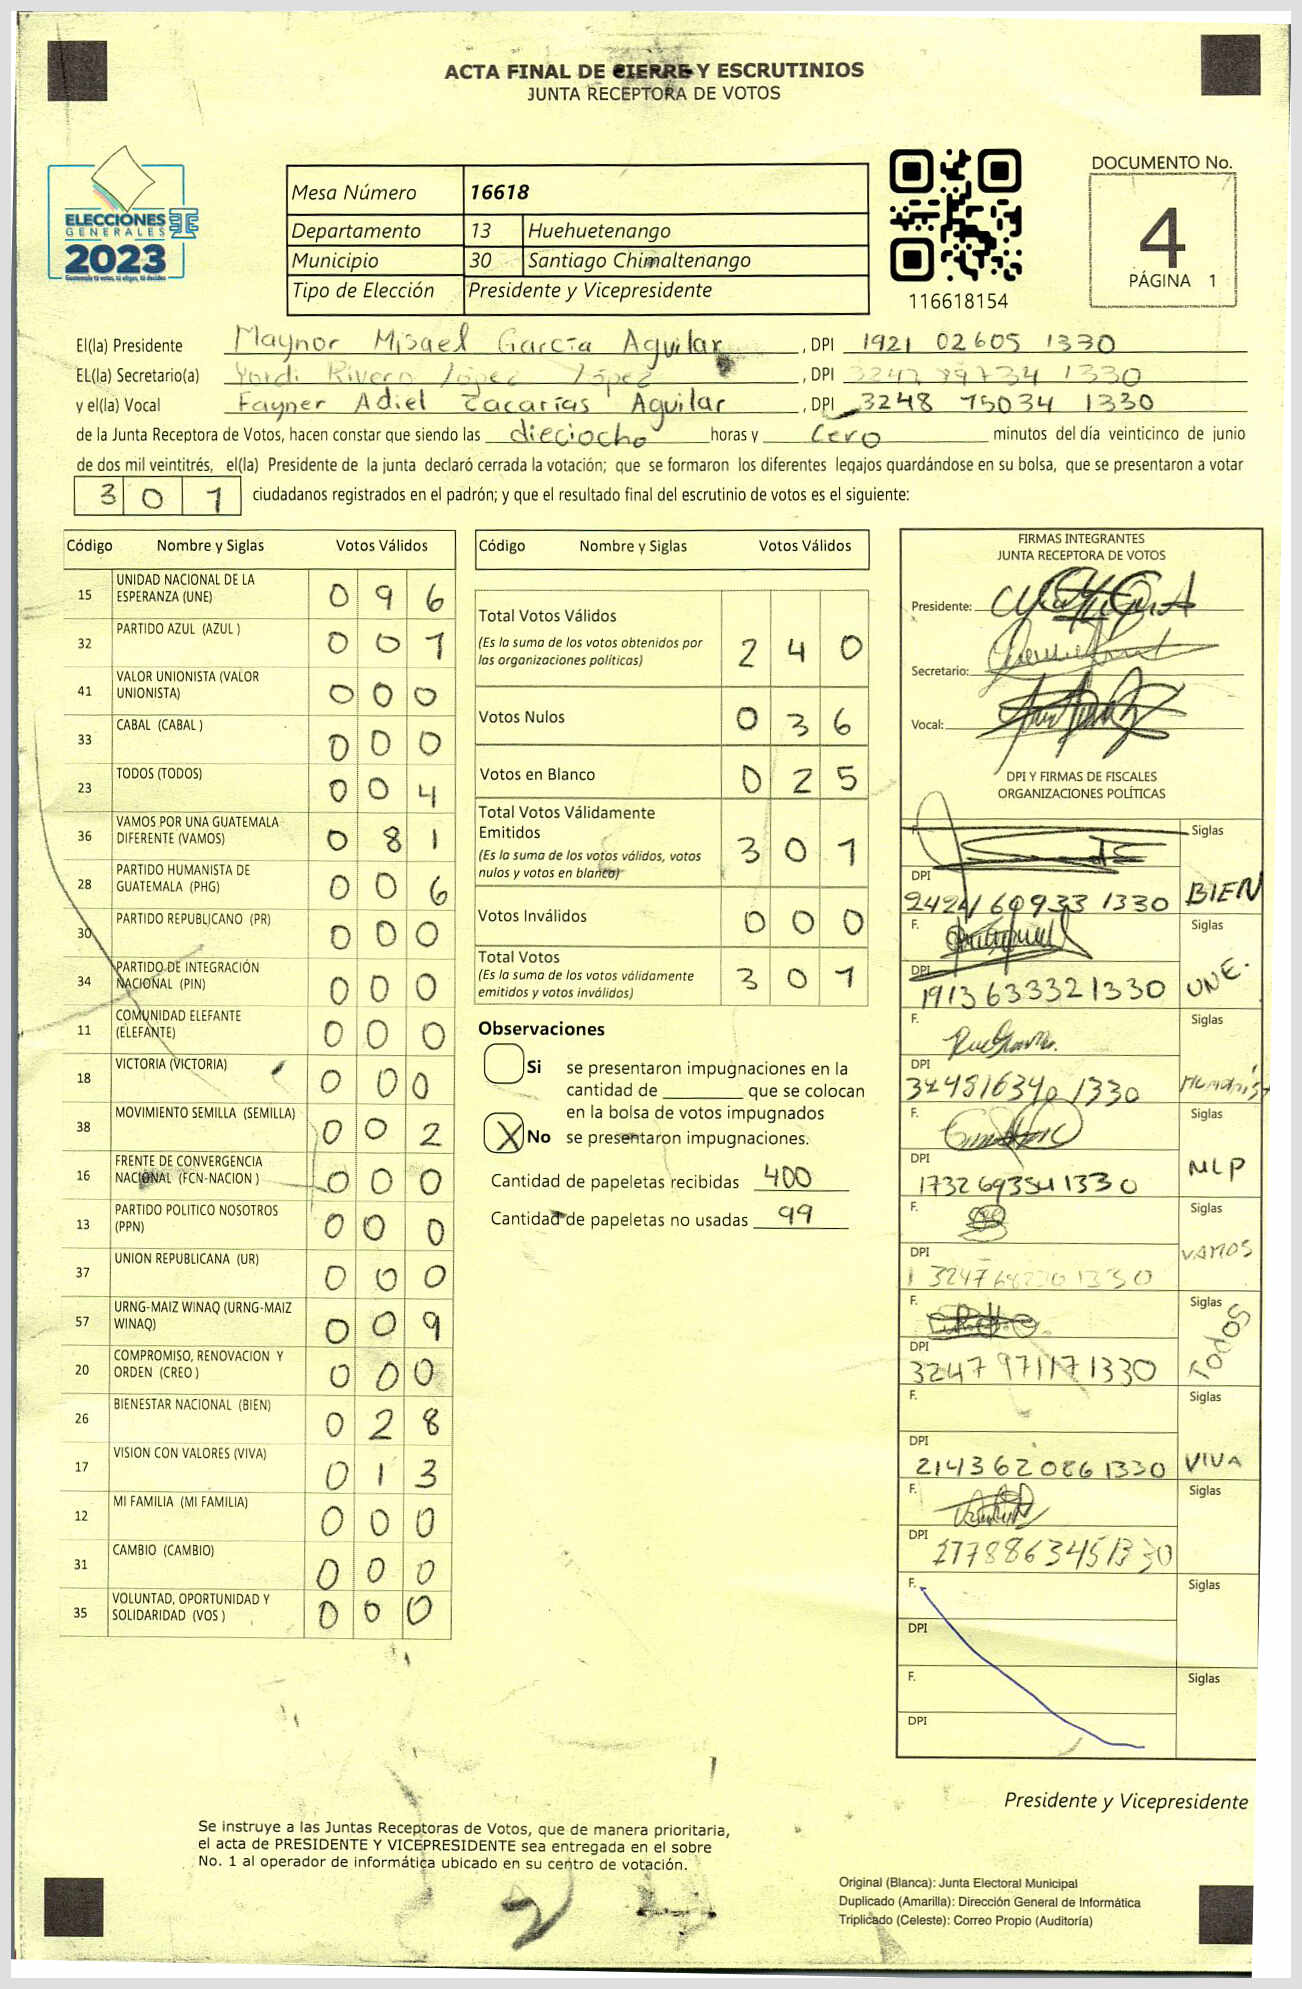 ACTA FINAL DE CIERRE Y ESCRUTINIOS
JUNTA RECEPTORA DE VOTOS
ELECCIONES
GENERALES
2023
Mesa Número 16618
Departamento 13 Huehuetenango
Municipio 30 Santiago Chimaltenango
Tipo de Elección Presidente y Vicepresidente
116618154
DOCUMENTO No.
4
PÁGINA 1
El(la) Presidente Maynor Misael García Aguilar, DPI 1921 02605 1330
EL(la) Secretario(a) Yordi Rivero López López, DPI 3247 89734 1330
y el(la) Vocal Fayner Adiel Zacarías Aguilar, DPI 3248 75034 1330
de la Junta Receptora de Votos, hacen constar que siendo las dieciocho horas y cero minutos del día veinticinco de junio
de dos mil veintitrés, el(la) Presidente de la junta declaró cerrada la votación; que se formaron los diferentes legajos guardándose en su bolsa, que se presentaron a votar
301 ciudadanos registrados en el padrón; y que el resultado final del escrutinio de votos es el siguiente:
Código Nombre y Siglas Votos Válidos
15 UNIDAD NACIONAL DE LA ESPERANZA (UNE) 0 9 6
32 PARTIDO AZUL (AZUL ) 0 0 1
41 VALOR UNIONISTA (VALOR UNIONISTA) 0 0 0
33 CABAL (CABAL ) 0 0 0
23 TODOS (TODOS) 0 0 4
36 VAMOS POR UNA GUATEMALA DIFERENTE (VAMOS) 0 8 1
28 PARTIDO HUMANISTA DE GUATEMALA (PHG) 0 0 6
30 PARTIDO REPUBLICANO (PR) 0 0 0
34 PARTIDO DE INTEGRACIÓN NACIONAL (PIN) 0 0 0
11 COMUNIDAD ELEFANTE (ELEFANTE) 0 0 0
18 VICTORIA (VICTORIA) 0 0 0
38 MOVIMIENTO SEMILLA (SEMILLA) 0 0 2
16 FRENTE DE CONVERGENCIA NACIONAL (FCN-NACION ) 0 0 0
13 PARTIDO POLITICO NOSOTROS (PPN) 0 0 0
37 UNION REPUBLICANA (UR) 0 0 0
57 URNG-MAIZ WINAQ (URNG-MAIZ WINAQ) 0 0 9
20 COMPROMISO, RENOVACION Y ORDEN (CREO ) 0 0 0
26 BIENESTAR NACIONAL (BIEN) 0 2 8
17 VISION CON VALORES (VIVA) 0 1 3
12 MI FAMILIA (MI FAMILIA) 0 0 0
31 CAMBIO (CAMBIO) 0 0 0
35 VOLUNTAD, OPORTUNIDAD Y SOLIDARIDAD (VOS ) 0 0 0
Código Nombre y Siglas Votos Válidos
Total Votos Válidos 2 4 0
(Es la suma de los votos obtenidos por
las organizaciones políticas)
Votos Nulos 0 3 6
Votos en Blanco 0 2 5
Total Votos Válidamente
Emitidos 3 0 1
(Es la suma de los votos válidos, votos
nulos y votos en blanco)
Votos Inválidos 0 0 0
Total Votos 3 0 1
(Es la suma de los votos válidamente
emitidos y votos inválidos)
Observaciones
Si se presentaron impugnaciones en la
cantidad de ________ que se colocan
en la bolsa de votos impugnados
X No se presentaron impugnaciones.
Cantidad de papeletas recibidas 400
Cantidad de papeletas no usadas 99
FIRMAS INTEGRANTES
JUNTA RECEPTORA DE VOTOS
Presidente:
Secretario:
Vocal:
DPI Y FIRMAS DE FISCALES
ORGANIZACIONES POLÍTICAS
F. Siglas
DPI 2424 60933 1330 BIEN
F. Siglas
DPI 1913 63332 1330 UNE.
F. Siglas
DPI 324816340 1330
F. Siglas
DPI 1732 69354 1330 MLP
F. Siglas
DPI VAMOS
F. Siglas
DPI 3247 97117 1330 TODOS
F. Siglas
DPI 2143 62086 1330 VIVA
F. Siglas
DPI 1778863451330
F. Siglas
DPI
F. Siglas
DPI
Presidente y Vicepresidente
Se instruye a las Juntas Receptoras de Votos, que de manera prioritaria,
el acta de PRESIDENTE Y VICEPRESIDENTE sea entregada en el sobre
No. 1 al operador de informática ubicado en su centro de votación.
Original (Blanca): Junta Electoral Municipal
Duplicado (Amarilla): Dirección General de Informática
Triplicado (Celeste): Correo Propio (Auditoría)